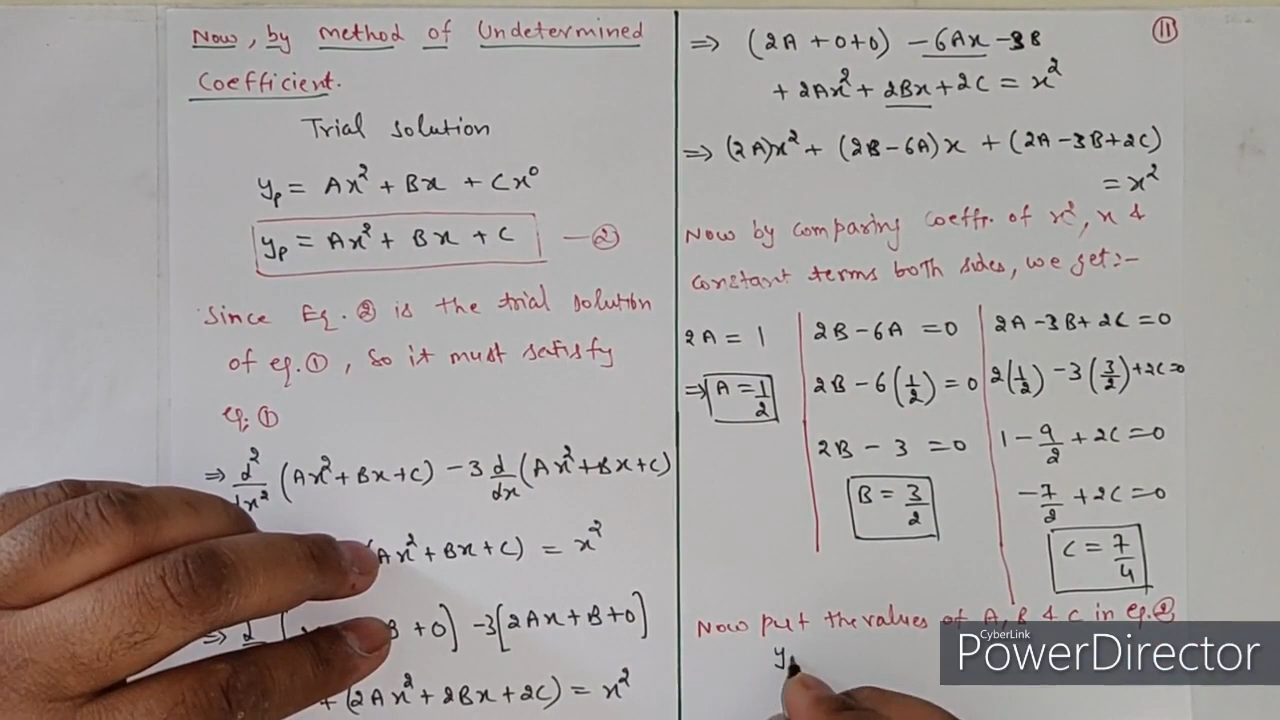 Now, by method of Undetermined
Coefficient.
Trial solution
yₚ = Ax² + Bx + Cx⁰
yₚ = Ax² + Bx + C —②
Since Eq. ② is the trial solution
of eq. ①, so it must satisfy
eq. ①
⇒ d²/dx² (Ax² + Bx + C) − 3 d/dx (Ax² + Bx + C)
(Ax² + Bx + C) = x²
⇒ d B + 0] − 3[2Ax + B + 0]
+ (2Ax² + 2Bx + 2C) = x²
⑪
⇒ (2A + 0 + 0) − 6Ax − 3B
+ 2Ax² + 2Bx + 2C = x²
⇒ (2A)x² + (2B − 6A)x + (2A − 3B + 2C)
= x²
Now by comparing coeff. of x², x &
constant terms both sides, we get:-
2A = 1
⇒ A = 1/2
2B − 6A = 0
2B − 6(1/2) = 0
2B − 3 = 0
B = 3/2
2A − 3B + 2C = 0
2(1/2) − 3(3/2) + 2C = 0
1 − 9/2 + 2C = 0
−7/2 + 2C = 0
C = 7/4
Now put the values of A, B & C in eq. ②
y
CyberLink
PowerDirector